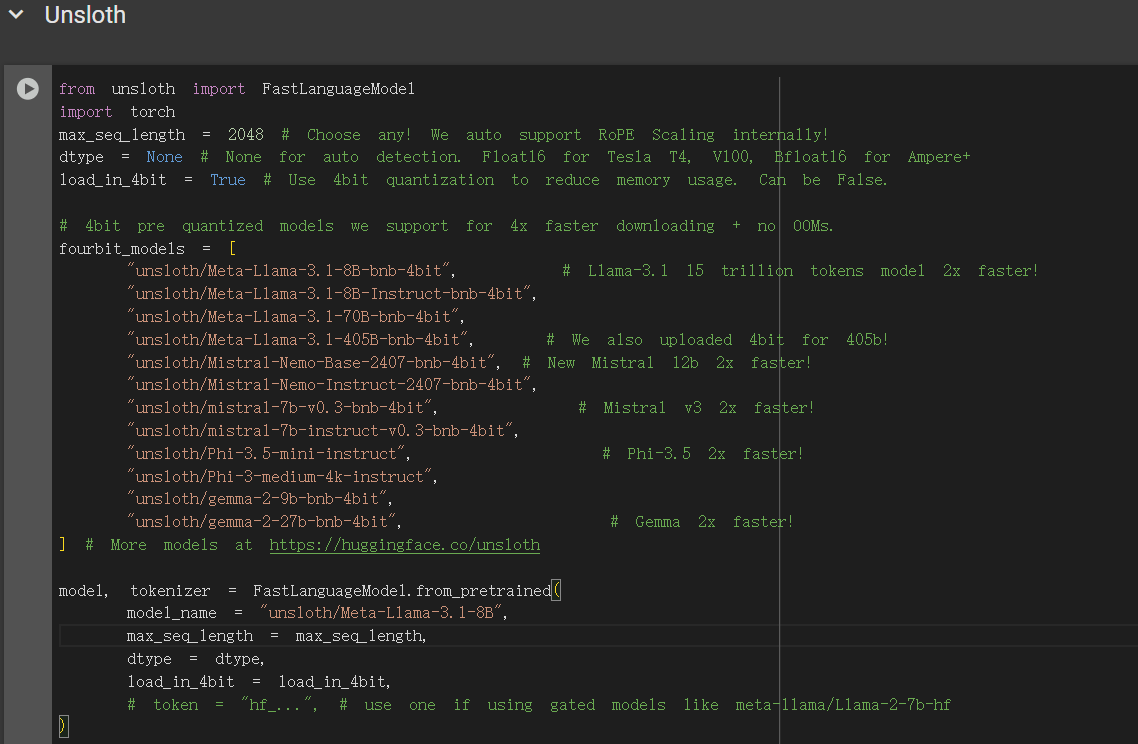 Unsloth
from unsloth import FastLanguageModel
import torch
max_seq_length = 2048 # Choose any! We auto support RoPE Scaling internally!
dtype = None # None for auto detection. Float16 for Tesla T4, V100, Bfloat16 for Ampere+
load_in_4bit = True # Use 4bit quantization to reduce memory usage. Can be False.
# 4bit pre quantized models we support for 4x faster downloading + no OOMs.
fourbit_models = [
"unsloth/Meta-Llama-3.1-8B-bnb-4bit", # Llama-3.1 15 trillion tokens model 2x faster!
"unsloth/Meta-Llama-3.1-8B-Instruct-bnb-4bit",
"unsloth/Meta-Llama-3.1-70B-bnb-4bit",
"unsloth/Meta-Llama-3.1-405B-bnb-4bit", # We also uploaded 4bit for 405b!
"unsloth/Mistral-Nemo-Base-2407-bnb-4bit", # New Mistral 12b 2x faster!
"unsloth/Mistral-Nemo-Instruct-2407-bnb-4bit",
"unsloth/mistral-7b-v0.3-bnb-4bit", # Mistral v3 2x faster!
"unsloth/mistral-7b-instruct-v0.3-bnb-4bit",
"unsloth/Phi-3.5-mini-instruct", # Phi-3.5 2x faster!
"unsloth/Phi-3-medium-4k-instruct",
"unsloth/gemma-2-9b-bnb-4bit",
"unsloth/gemma-2-27b-bnb-4bit", # Gemma 2x faster!
] # More models at https://huggingface.co/unsloth
model, tokenizer = FastLanguageModel.from_pretrained(
model_name = "unsloth/Meta-Llama-3.1-8B",
max_seq_length = max_seq_length,
dtype = dtype,
load_in_4bit = load_in_4bit,
# token = "hf_...", # use one if using gated models like meta-llama/Llama-2-7b-hf
)